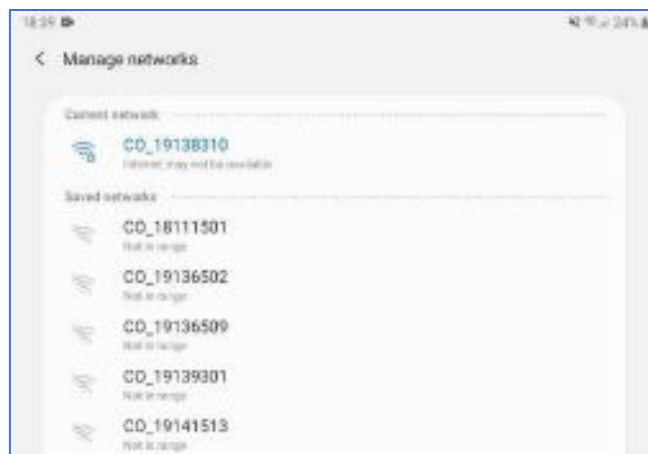 18:39 24%
Manage networks
Current network
CO_19138310
Internet may not be available
Saved networks
CO_18111501
Not in range
CO_19136502
Not in range
CO_19136509
Not in range
CO_19139301
Not in range
CO_19141513
Not in range